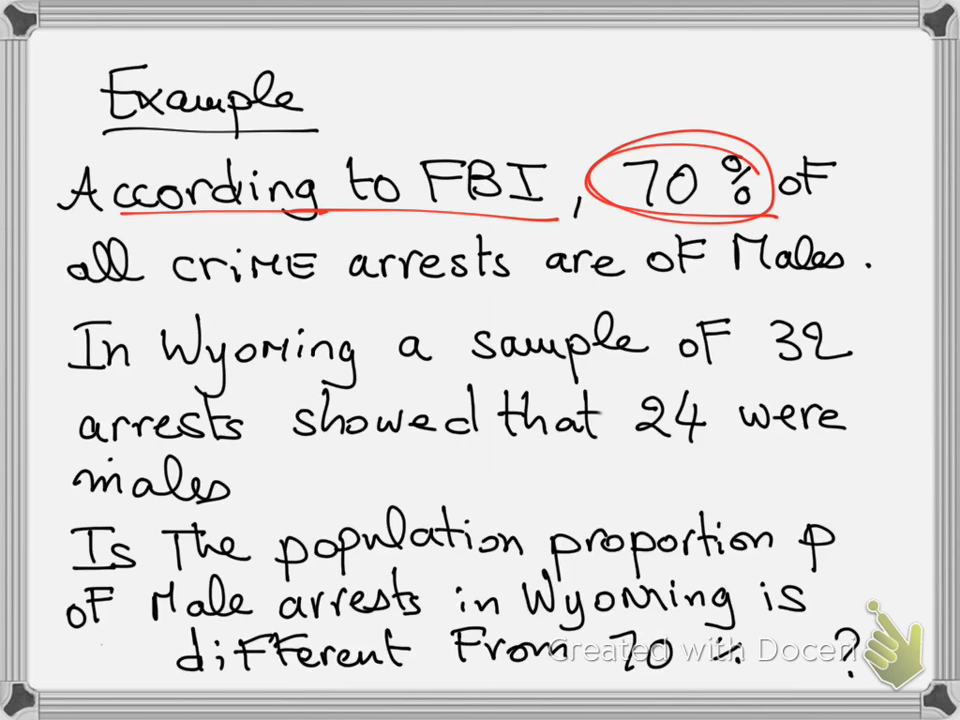 Example
According to FBI, 70% of
all criME arrests are of Males.
In Wyoming a sample of 32
arrests showed that 24 were
males
Is The population proportion p
of Male arrests in Wyoming is
different From 70 % ?
Created with Doceri